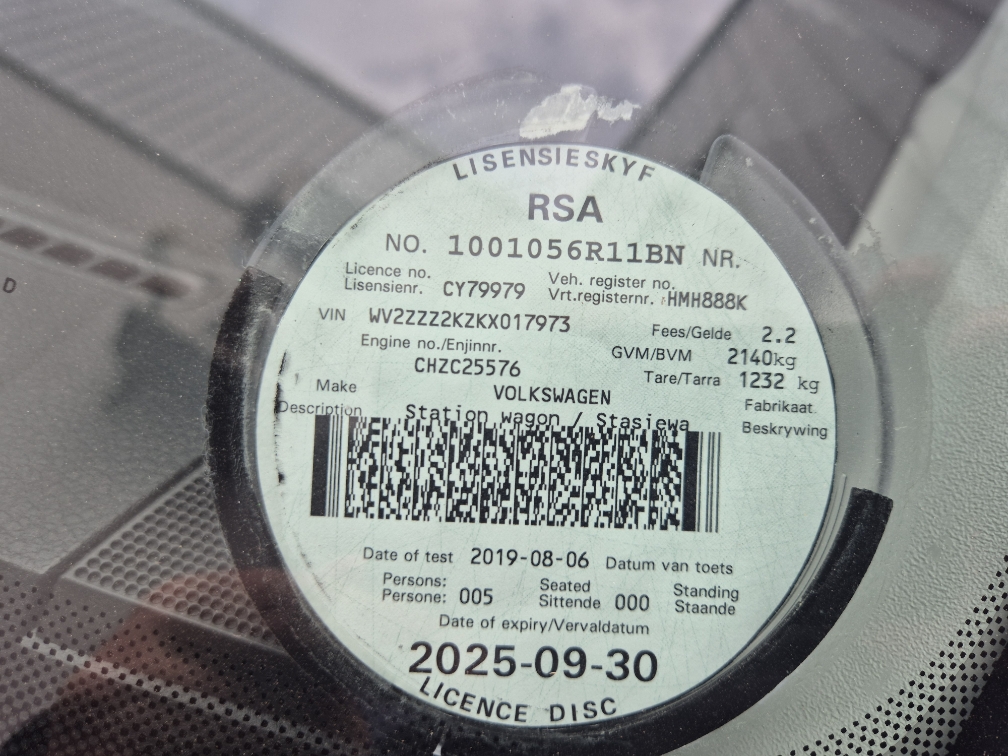 LISENSIESKYF
RSA
NO. 1001056R11BN NR.
Licence no. Veh. register no.
Lisensienr. CY79979 Vrt.registernr. HMH888K
VIN WV2ZZZ2KZKX017973 Fees/Gelde 2.2
Engine no./Enjinnr. GVM/BVM 2140kg
CHZC25576 Tare/Tarra 1232 kg
Make VOLKSWAGEN Fabrikaat
Description Station wagon / Stasiewa Beskrywing
Date of test 2019-08-06 Datum van toets
Persons: Seated Standing
Persone: 005 Sittende 000 Staande
Date of expiry/Vervaldatum
2025-09-30
LICENCE DISC
D